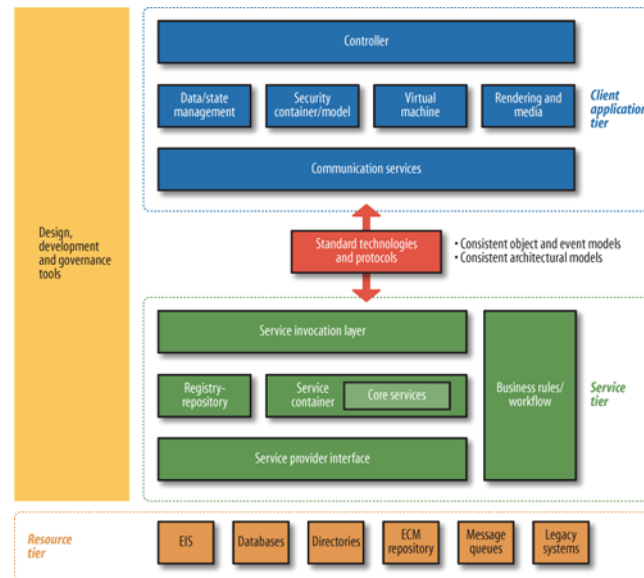 Controller
Data/state
management
Security
container/model
Virtual
machine
Rendering and
media
Client
application
tier
Communication services
Design,
development
and governance
tools
Standard technologies
and protocols
• Consistent object and event models
• Consistent architectural models
Service invocation layer
Registry-
repository
Service
container
Core services
Business rules/
workflow
Service
tier
Service provider interface
Resource
tier
EIS
Databases
Directories
ECM
repository
Message
queues
Legacy
systems